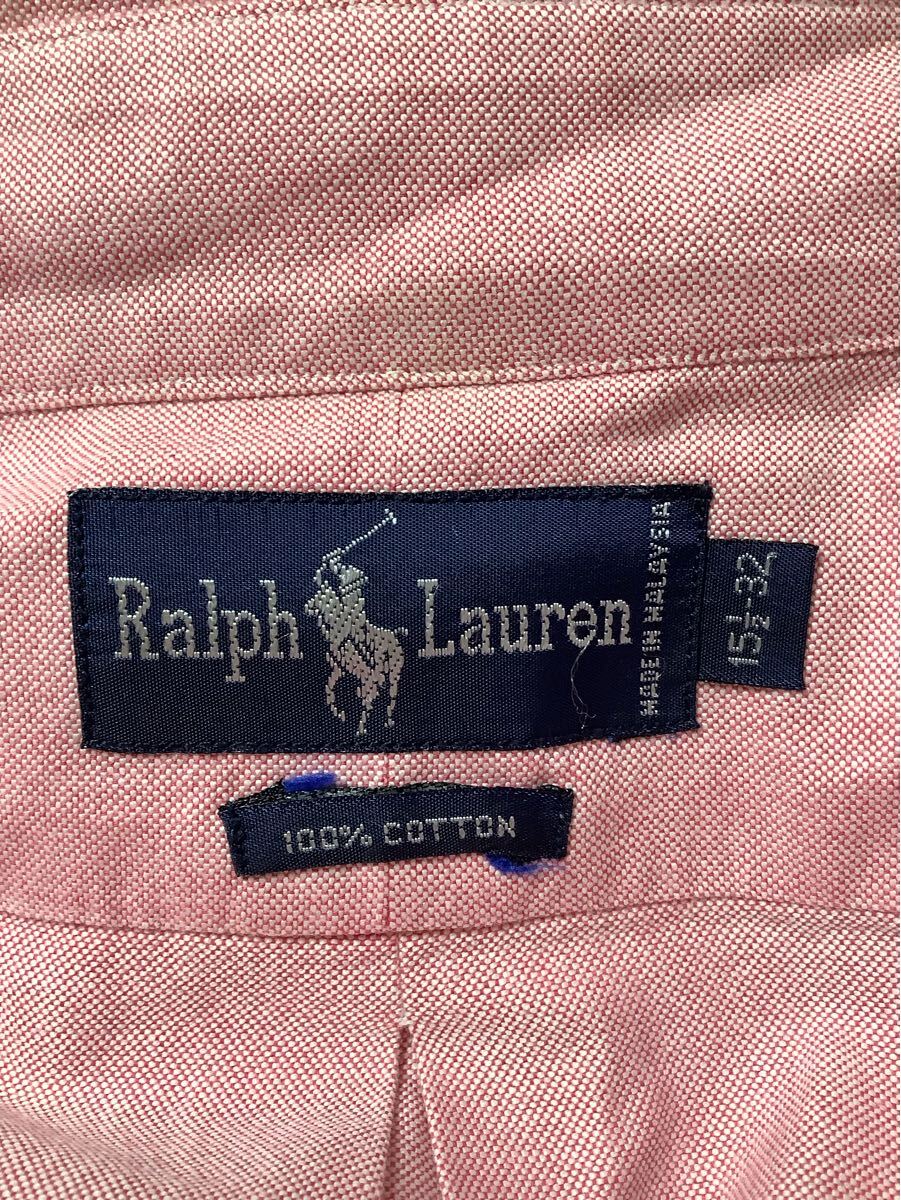 Ralph Lauren
MADE IN MALAYSIA
15½-32
100% COTTON